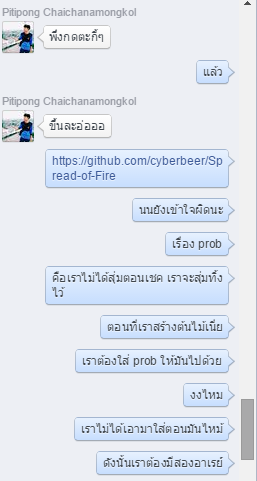 Pitipong Chaichanamongkol
พึ่งกดตะกี้ๆ
แล้ว
Pitipong Chaichanamongkol
ขึ้นละอ่อออ
https://github.com/cyberbeer/Sp
read-of-Fire
นนยังเข้าใจผิดนะ
เรื่อง prob
คือเราไม่ได้สุ่มตอนเชค เราจะสุ่มทิ้ง
ไว้
ตอนที่เราสร้างต้นไม้เนี่ย
เราต้องใส่ prob ให้มันไปด้วย
งงไหม
เราไม่ได้เอามาใส่ตอนมันไหม้
ดังนั้นเราต้องมีสองอาเรย์